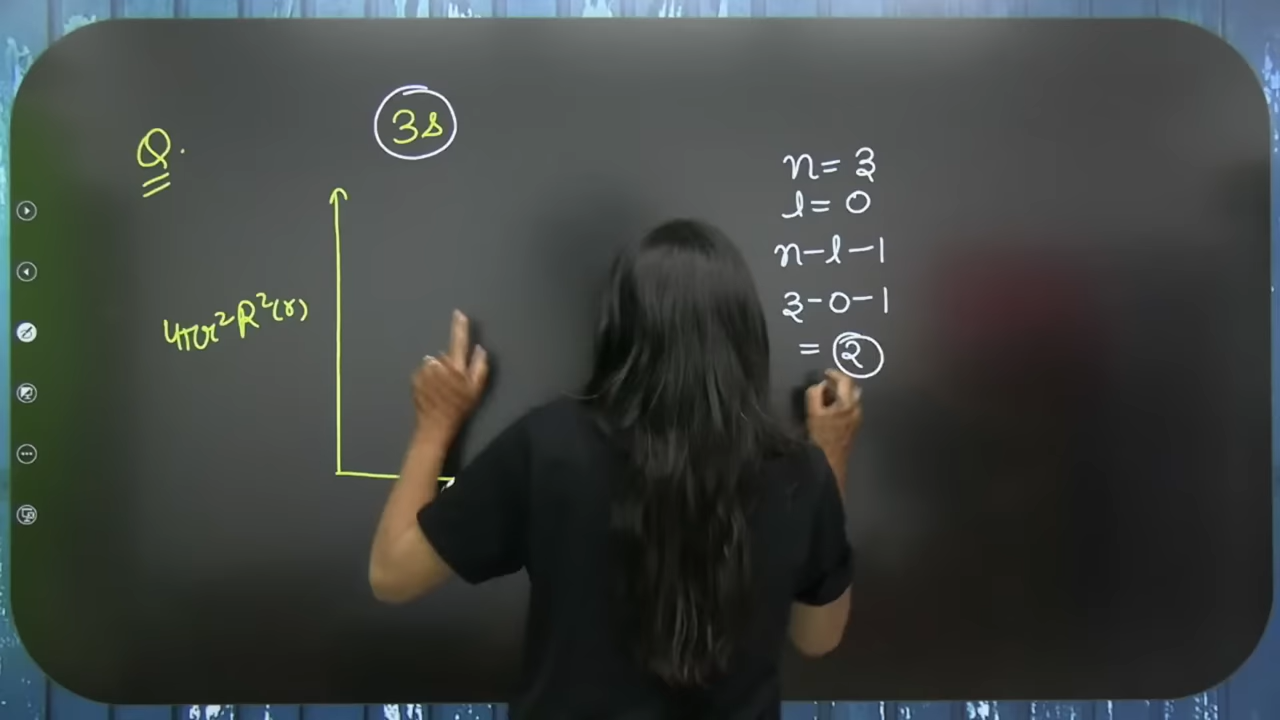 Q.
3s
4πr²R²(r)
n = 3
l = 0
n-l-1
3-0-1
= 2